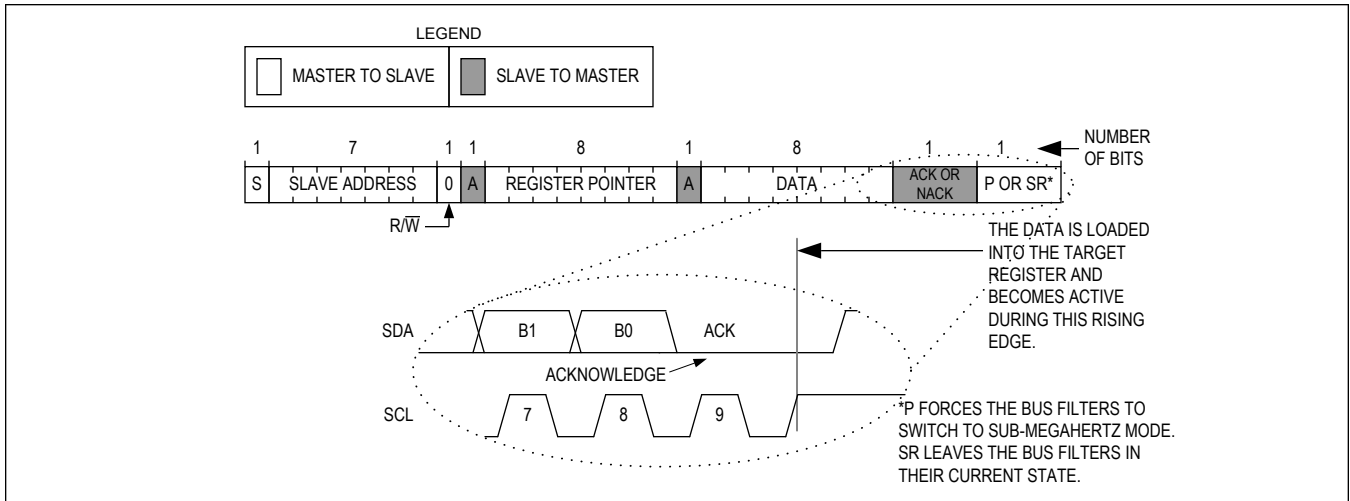 LEGEND
MASTER TO SLAVE SLAVE TO MASTER
1 7 1 1 8 1 8 1 1 NUMBER
OF BITS
S SLAVE ADDRESS 0 A REGISTER POINTER A DATA ACK OR
NACK P OR SR*
R/W̅
THE DATA IS LOADED
INTO THE TARGET
REGISTER AND
BECOMES ACTIVE
DURING THIS RISING
EDGE.
SDA B1 B0 ACK
ACKNOWLEDGE
SCL 7 8 9
*P FORCES THE BUS FILTERS TO
SWITCH TO SUB-MEGAHERTZ MODE.
SR LEAVES THE BUS FILTERS IN
THEIR CURRENT STATE.